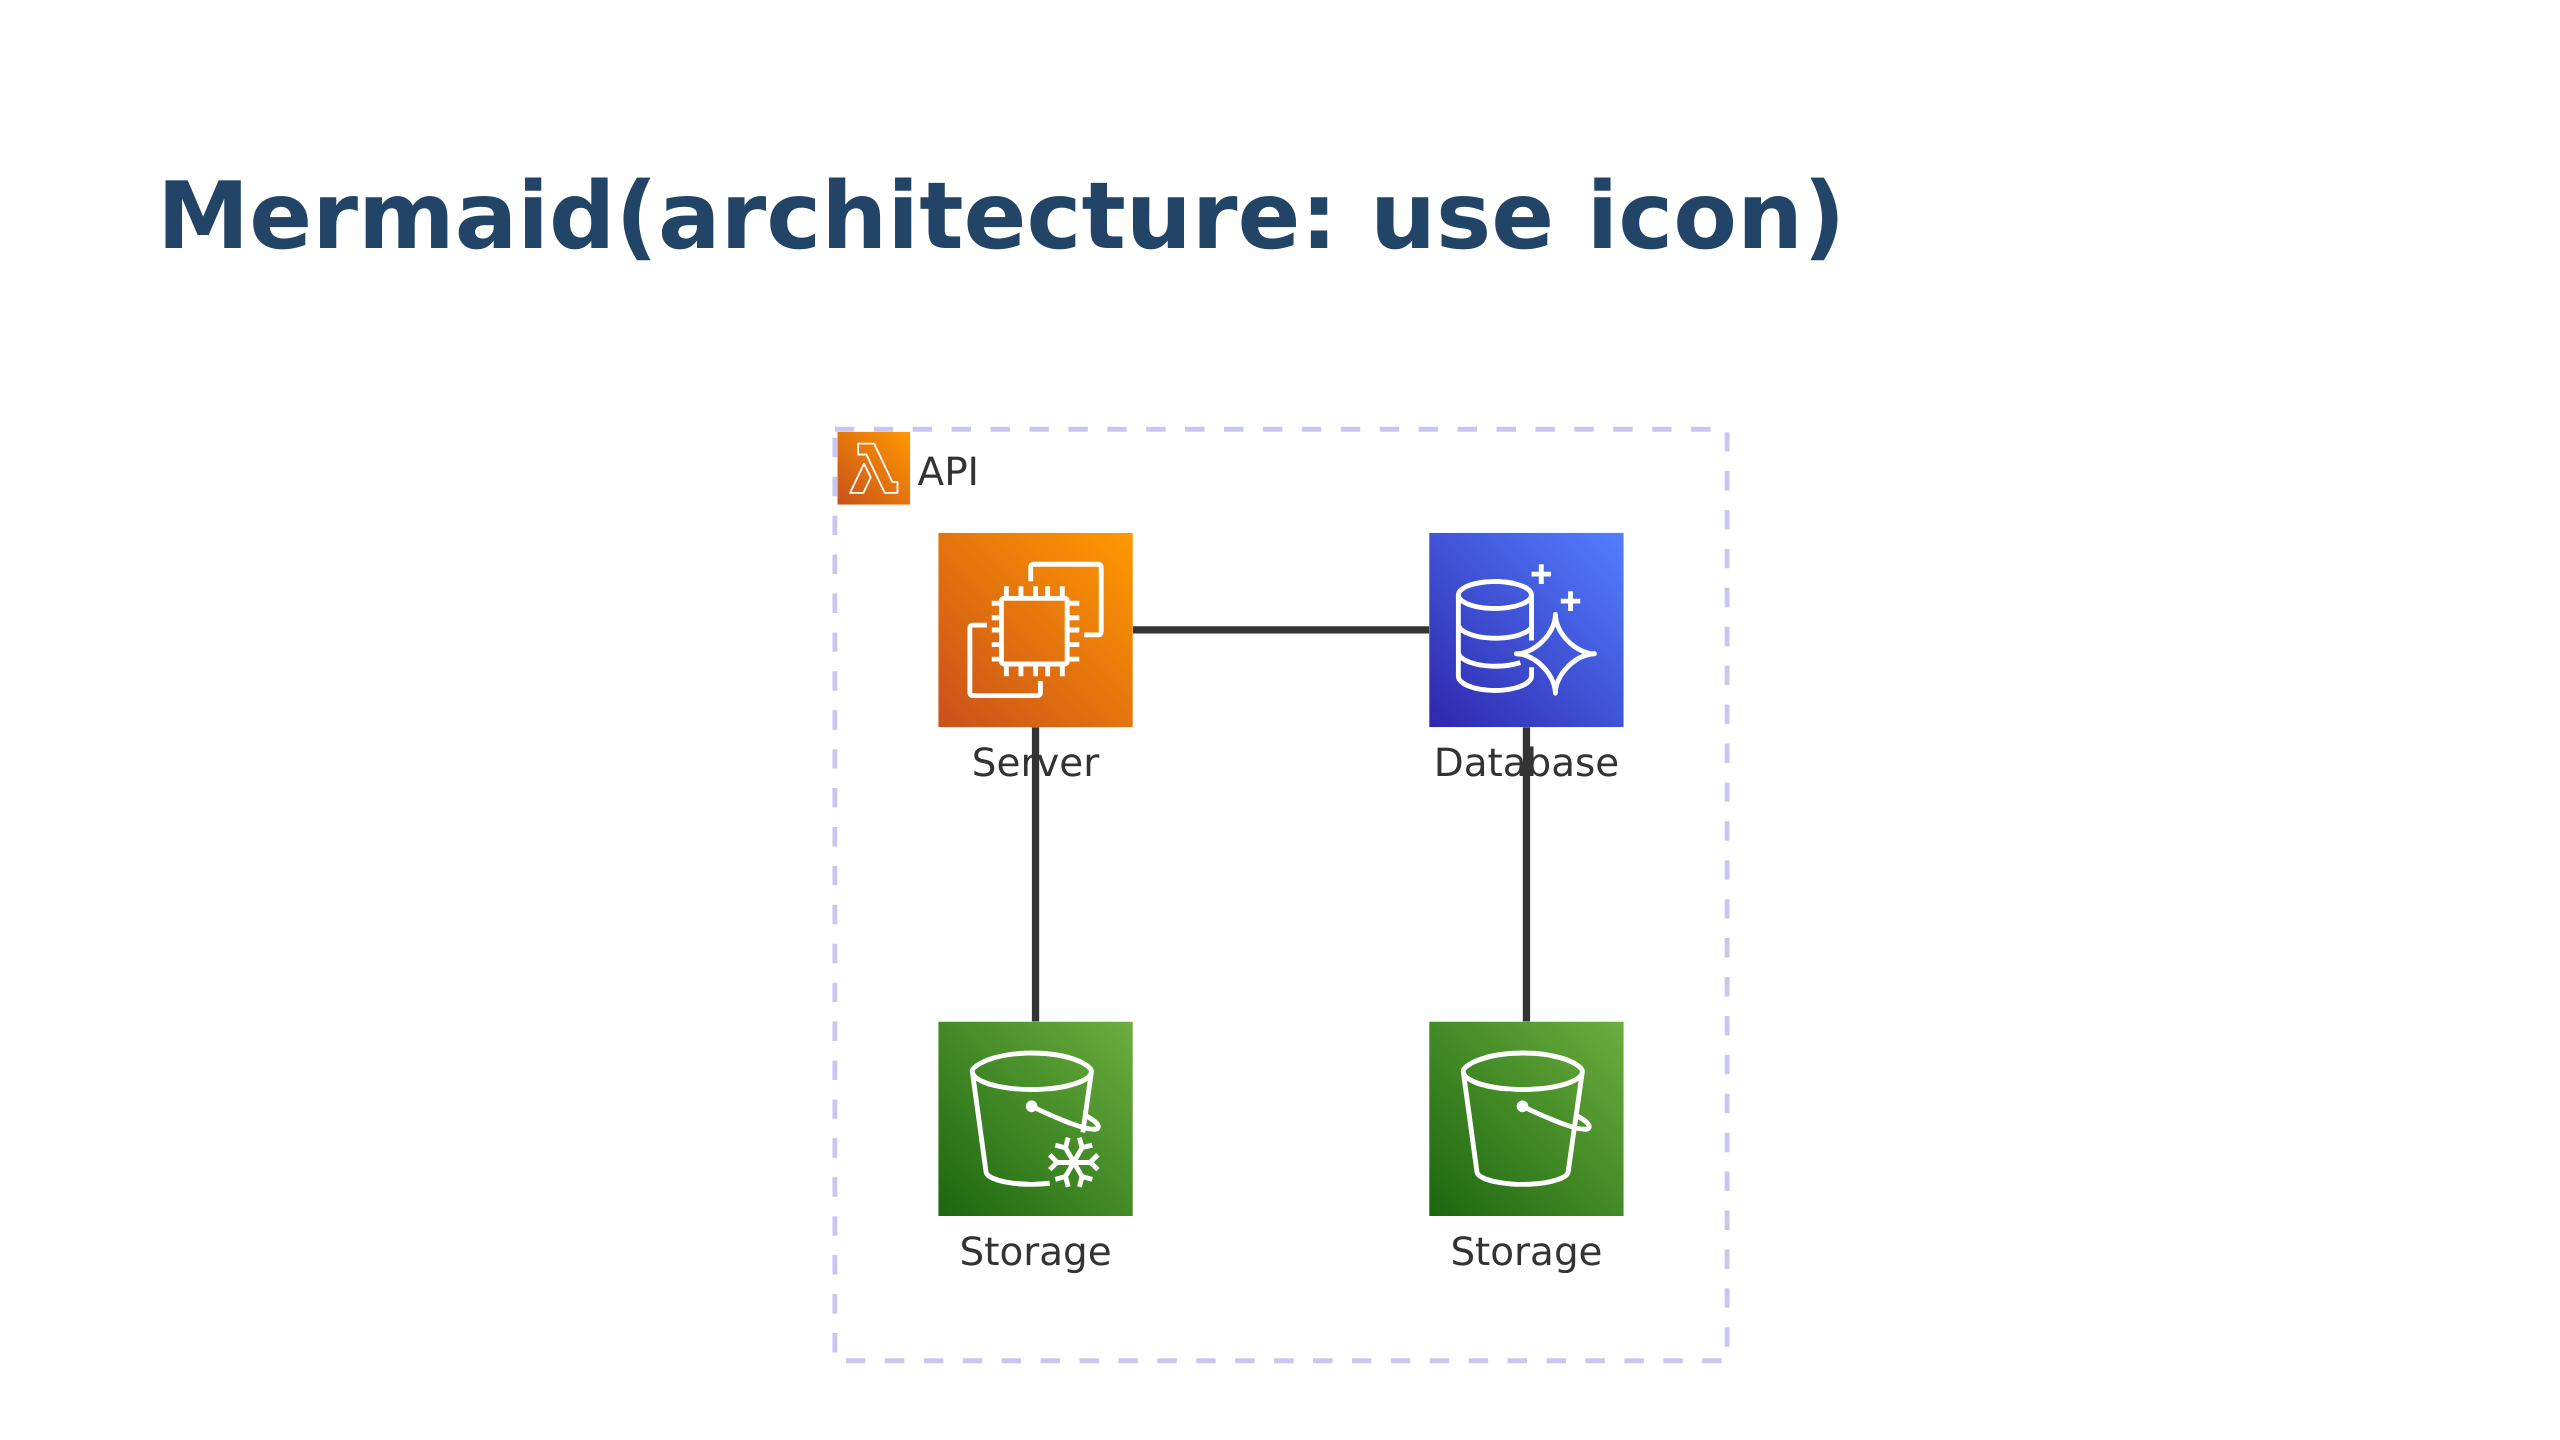 Mermaid(architecture: use icon)
API
Server
Database
Storage
Storage